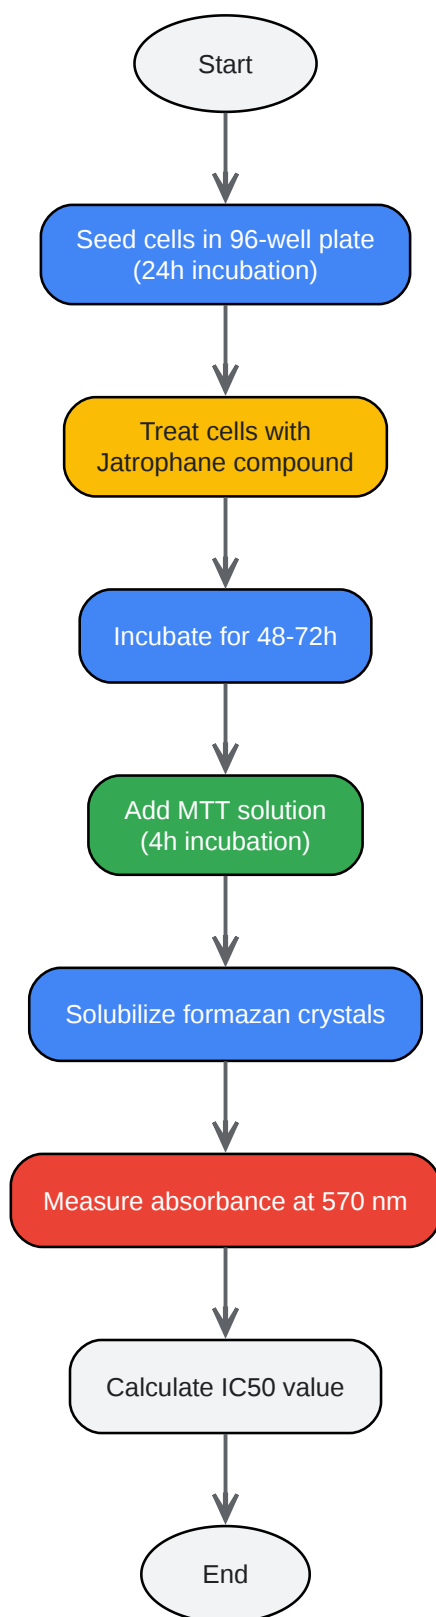 Start
Seed cells in 96-well plate
(24h incubation)
Treat cells with
Jatrophane compound
Incubate for 48-72h
Add MTT solution
(4h incubation)
Solubilize formazan crystals
Measure absorbance at 570 nm
Calculate IC50 value
End